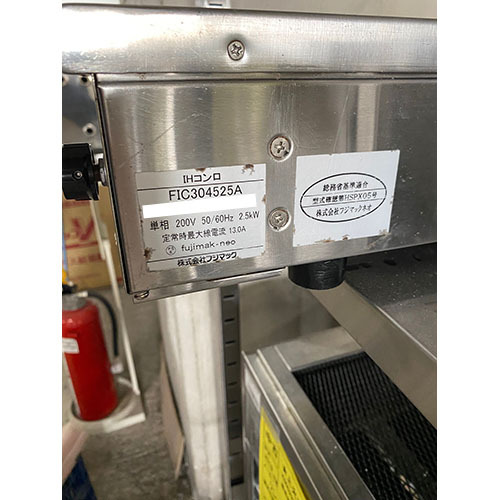 IHコンロ
FIC304525A
単相 200V 50/60Hz 2.5kW
定常時最大線電流 13.0A
fujimak-neo
株式会社フジマック
総務省基準適合
型式確認第HSPX05号
株式会社フジマックネオ